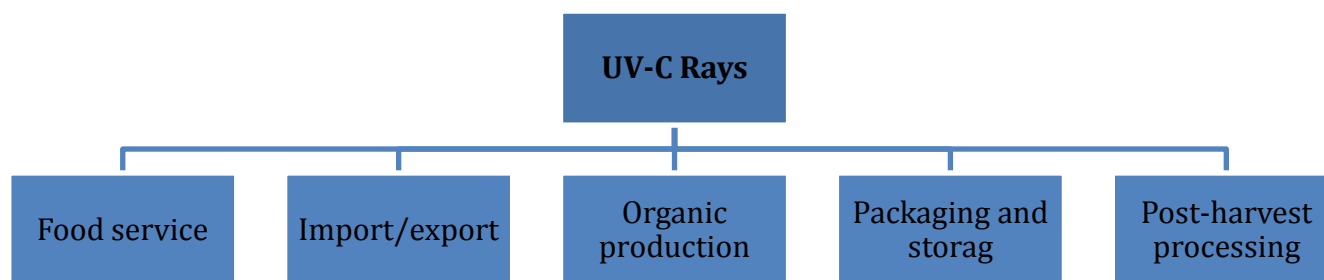 UV-C Rays
Food service
Import/export
Organic
production
Packaging and
storag
Post-harvest
processing